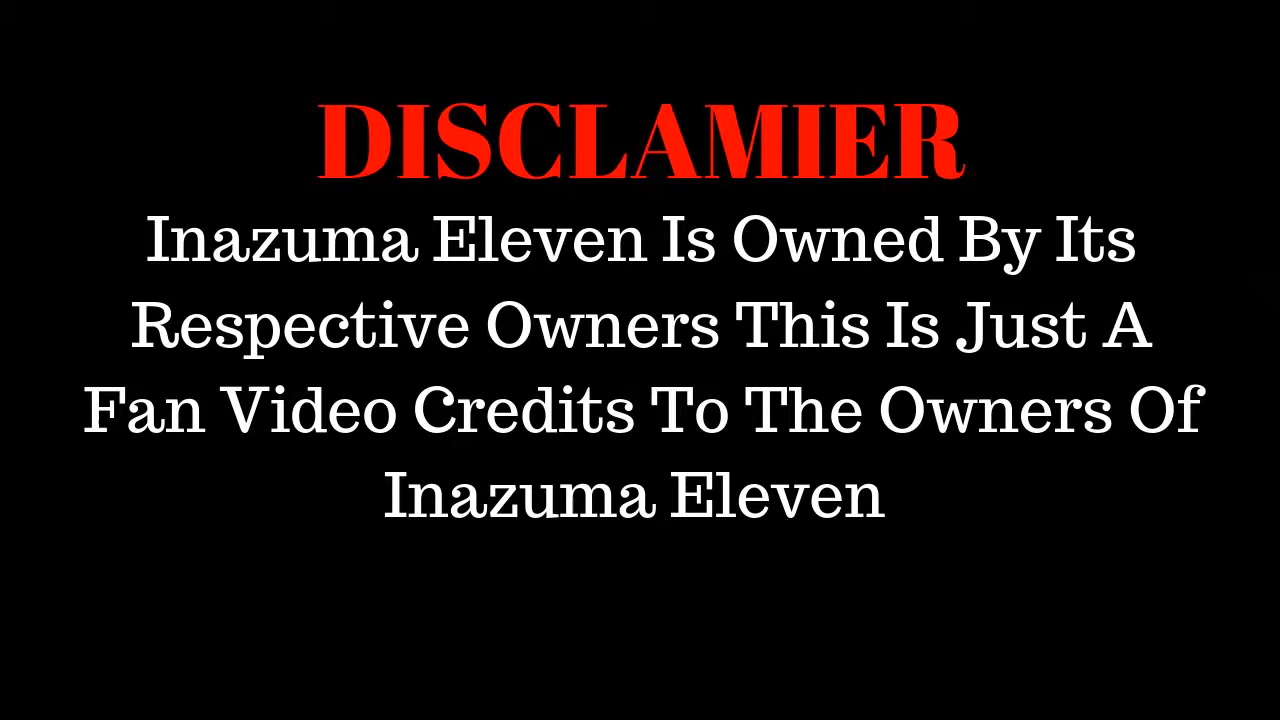 DISCLAMIER
Inazuma Eleven Is Owned By Its
Respective Owners This Is Just A
Fan Video Credits To The Owners Of
Inazuma Eleven